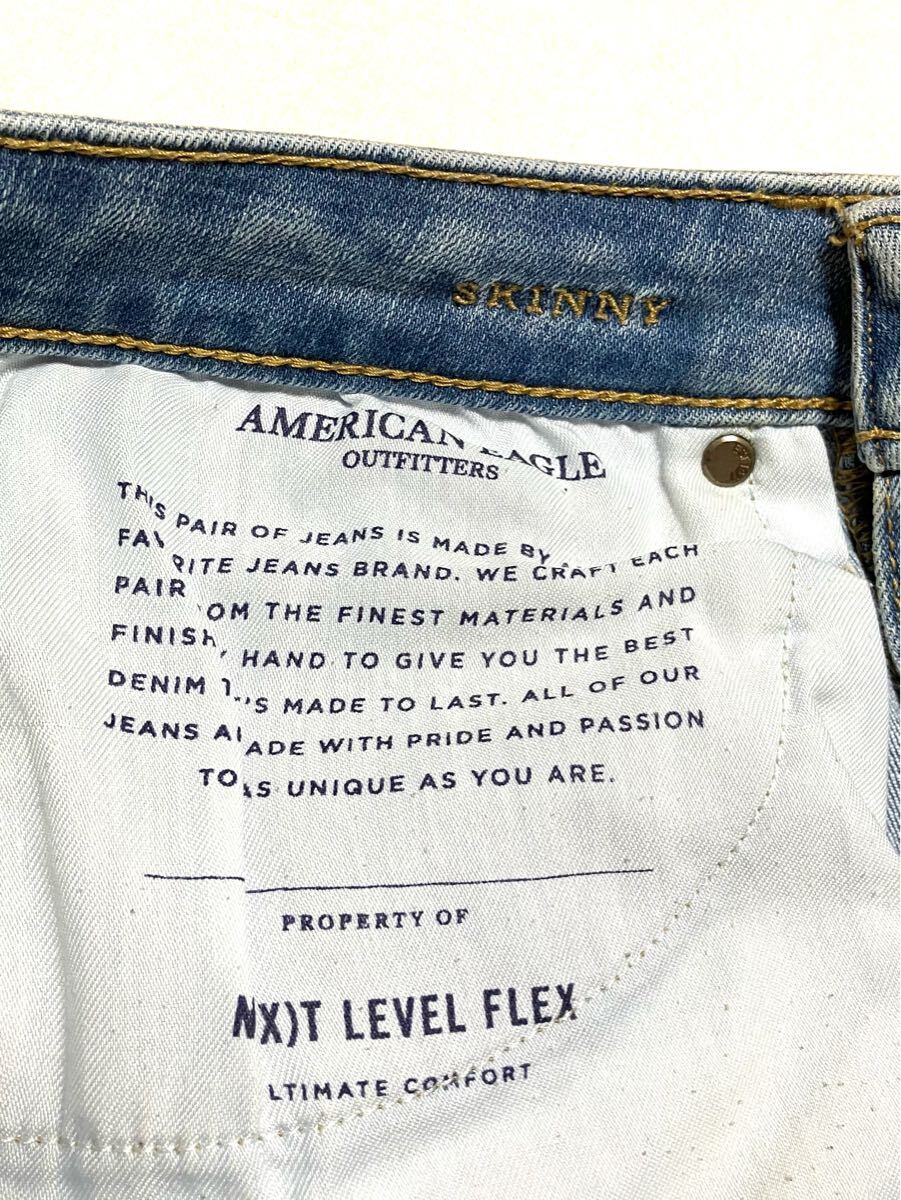 SKINNY
AMERICAN EAGLE
OUTFITTERS
THIS PAIR OF JEANS IS MADE BY
RITE JEANS BRAND. WE CRAFT EACH
PAIR OM THE FINEST MATERIALS AND
FINISH HAND TO GIVE YOU THE BEST
DENIM 'S MADE TO LAST. ALL OF OUR
JEANS ADE WITH PRIDE AND PASSION
TO AS UNIQUE AS YOU ARE.
PROPERTY OF
NX)T LEVEL FLEX
LTIMATE COMFORT